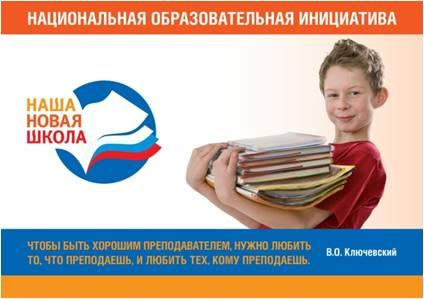 НАЦИОНАЛЬНАЯ ОБРАЗОВАТЕЛЬНАЯ ИНИЦИАТИВА
НАША
НОВАЯ
ШКОЛА
ЧТОБЫ БЫТЬ ХОРОШИМ ПРЕПОДАВАТЕЛЕМ, НУЖНО ЛЮБИТЬ
ТО, ЧТО ПРЕПОДАЕШЬ, И ЛЮБИТЬ ТЕХ, КОМУ ПРЕПОДАЕШЬ.
В.О. Ключевский